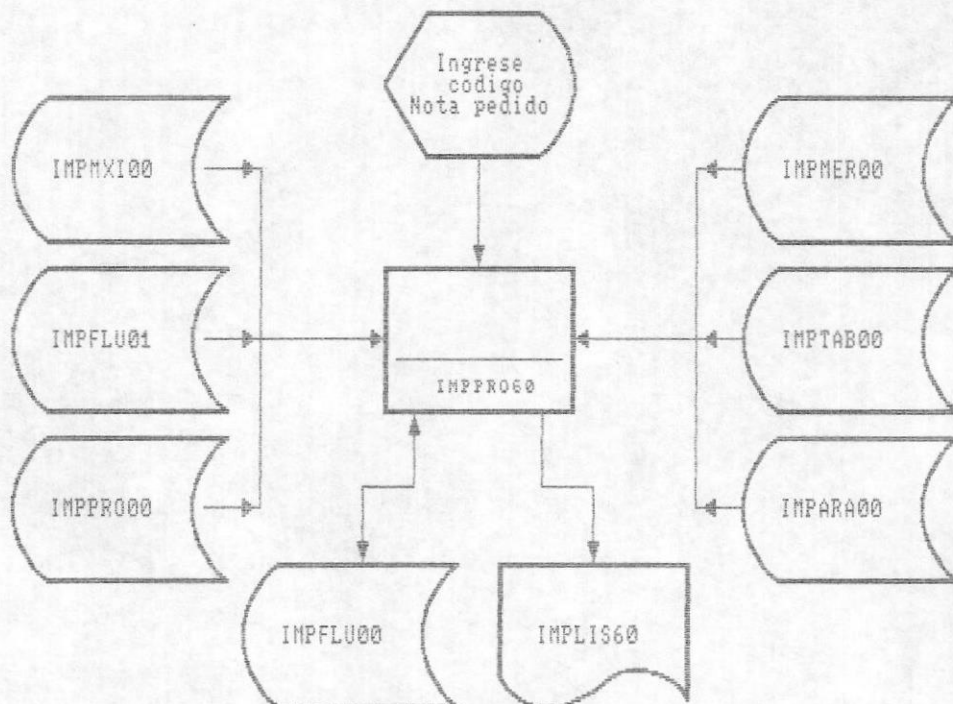 Ingrese
codigo
Nota pedido
IMPMXI00
IMPMER00
IMPFLU01
IMPTAB00
IMPPRO60
IMPPRO00
IMPARA00
IMPFLU00
IMPLIS60